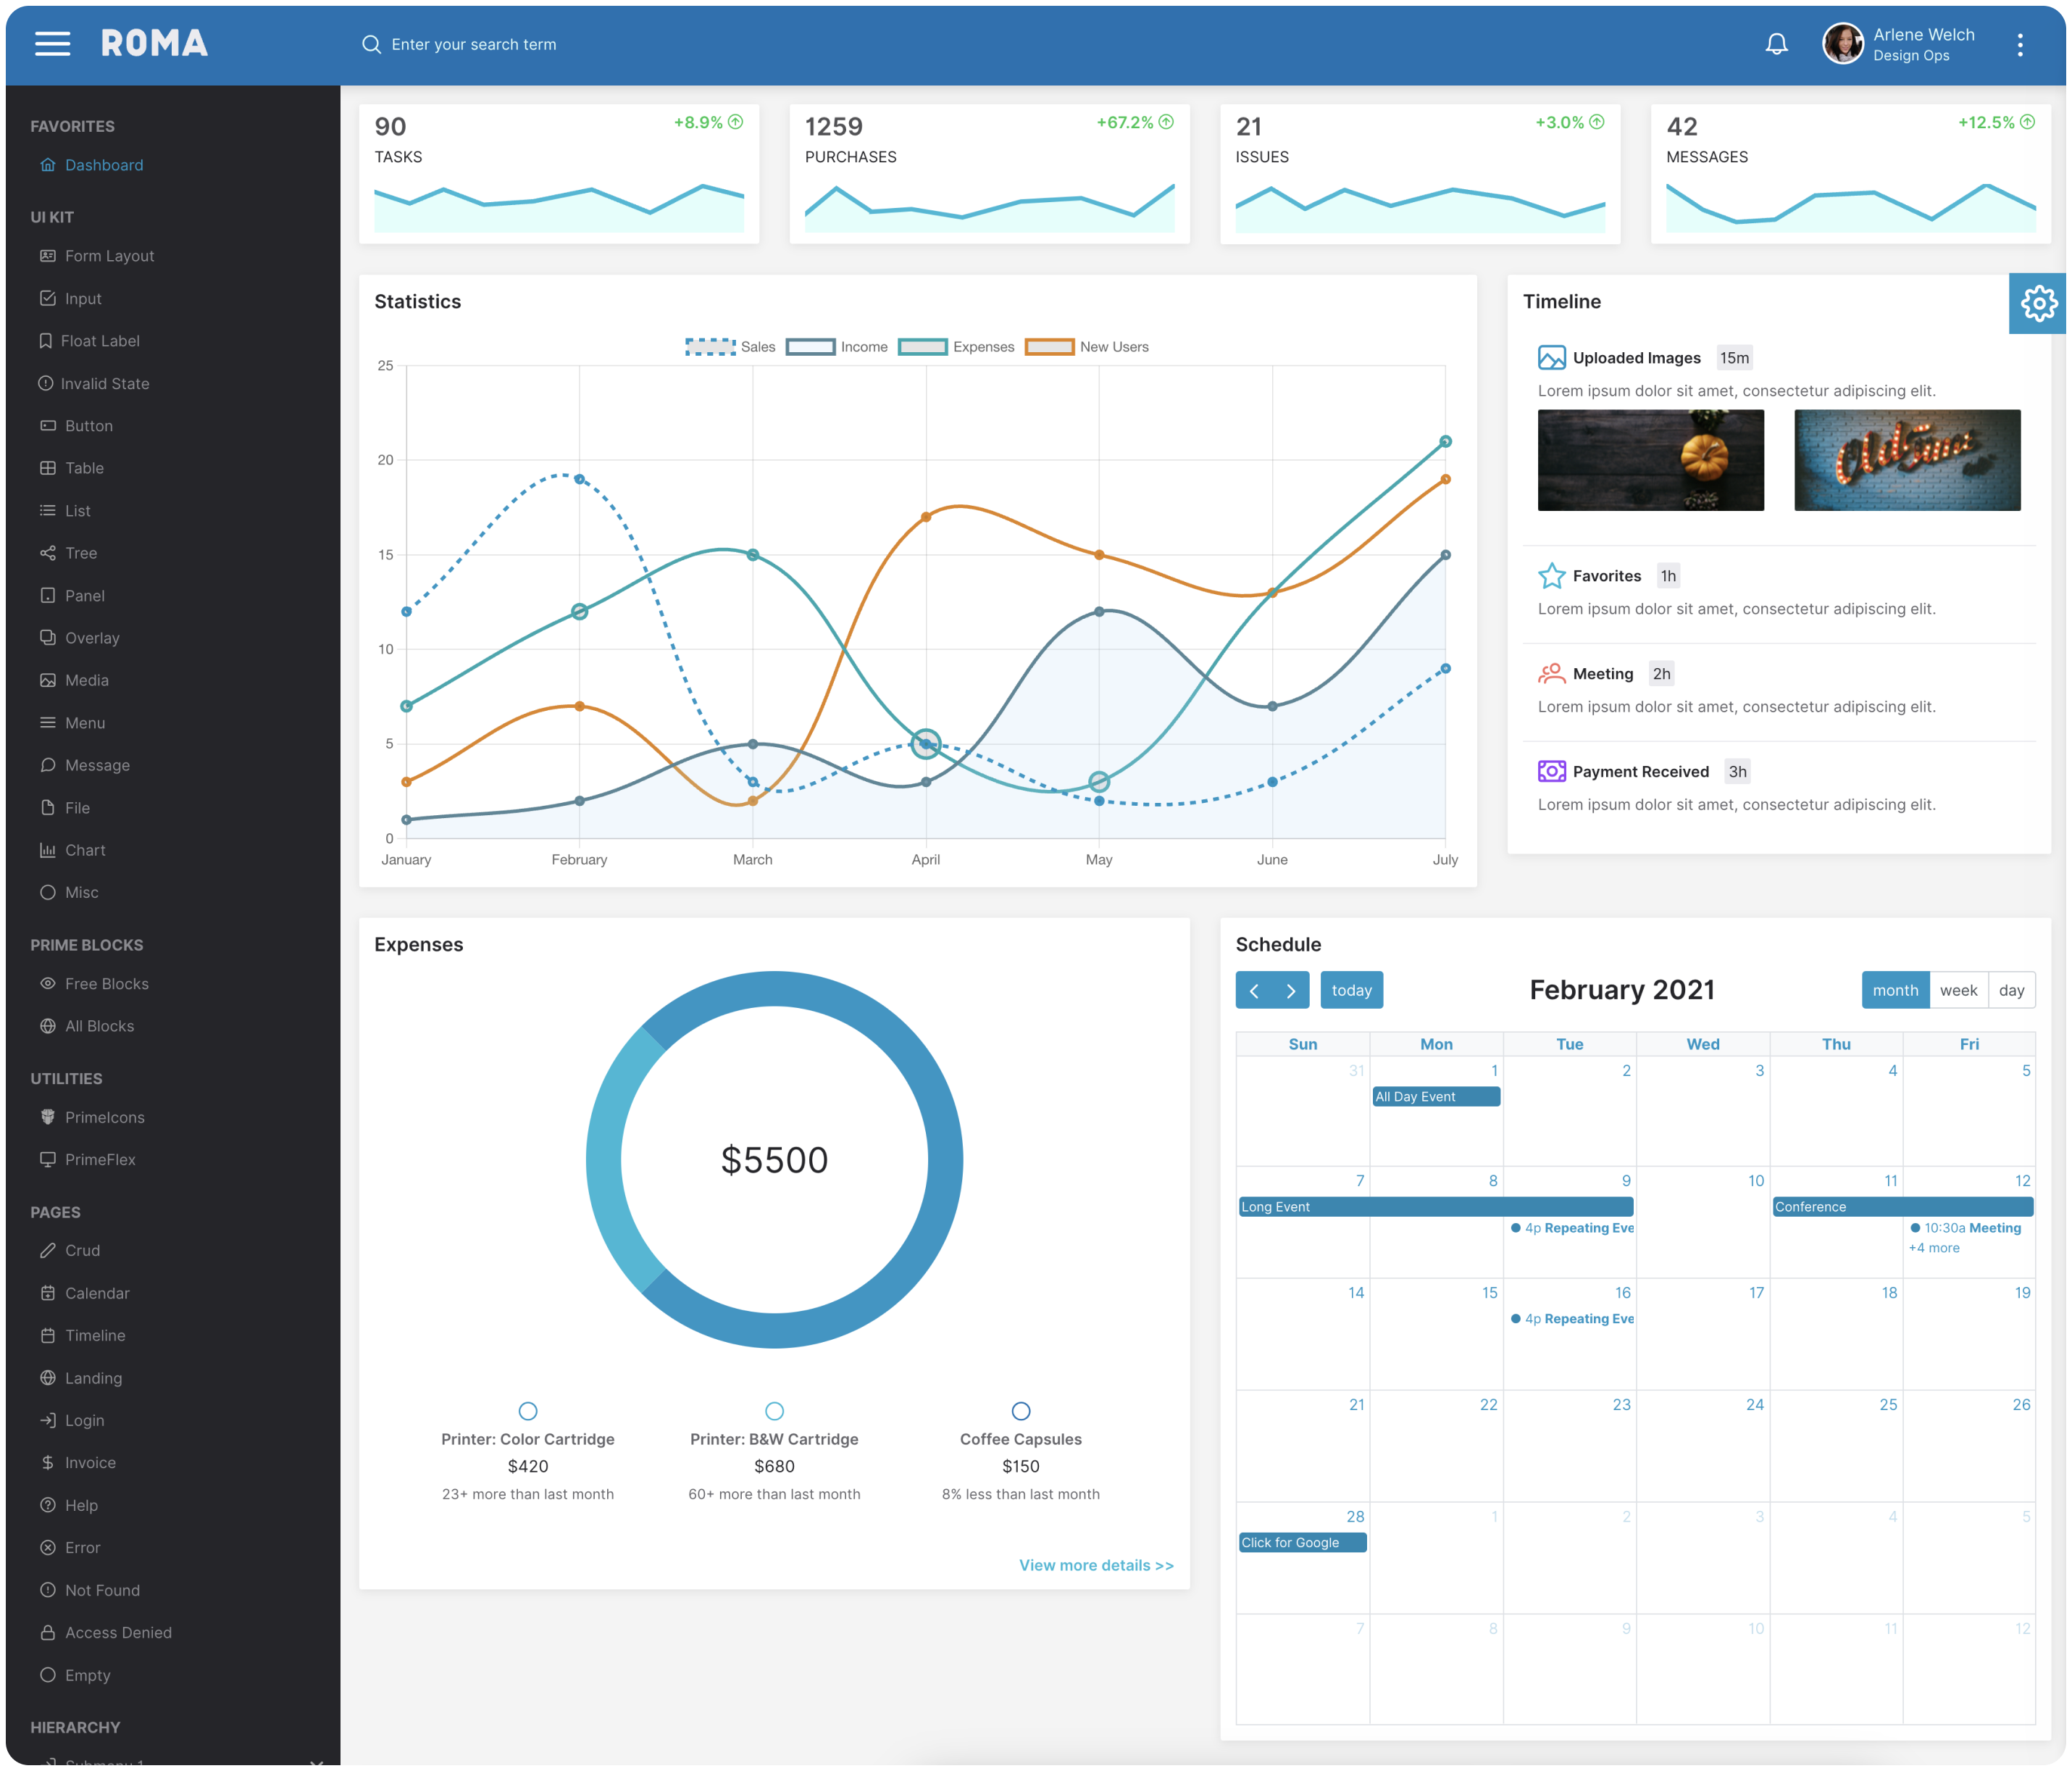 ROMA
Enter your search term
Arlene Welch
Design Ops
FAVORITES
Dashboard
UI KIT
Form Layout
Input
Float Label
Invalid State
Button
Table
List
Tree
Panel
Overlay
Media
Menu
Message
File
Chart
Misc
PRIME BLOCKS
Free Blocks
All Blocks
UTILITIES
PrimeIcons
PrimeFlex
PAGES
Crud
Calendar
Timeline
Landing
Login
Invoice
Help
Error
Not Found
Access Denied
Empty
HIERARCHY
Submenu 1
90 +8.9%
TASKS
1259 +67.2%
PURCHASES
21 +3.0%
ISSUES
42 +12.5%
MESSAGES
Statistics
Sales Income Expenses New Users
25
20
15
10
5
0
January February March April May June July
Timeline
Uploaded Images 15m
Lorem ipsum dolor sit amet, consectetur adipiscing elit.
Old Same
Favorites 1h
Lorem ipsum dolor sit amet, consectetur adipiscing elit.
Meeting 2h
Lorem ipsum dolor sit amet, consectetur adipiscing elit.
Payment Received 3h
Lorem ipsum dolor sit amet, consectetur adipiscing elit.
Expenses
$5500
Printer: Color Cartridge
$420
23+ more than last month
Printer: B&W Cartridge
$680
60+ more than last month
Coffee Capsules
$150
8% less than last month
View more details >>
Schedule
today February 2021 month week day
Sun Mon Tue Wed Thu Fri
31 1 2 3 4 5
All Day Event
7 8 9 10 11 12
Long Event Conference
4p Repeating Eve 10:30a Meeting
+4 more
14 15 16 17 18 19
4p Repeating Eve
21 22 23 24 25 26
28 1 2 3 4 5
Click for Google
7 8 9 10 11 12